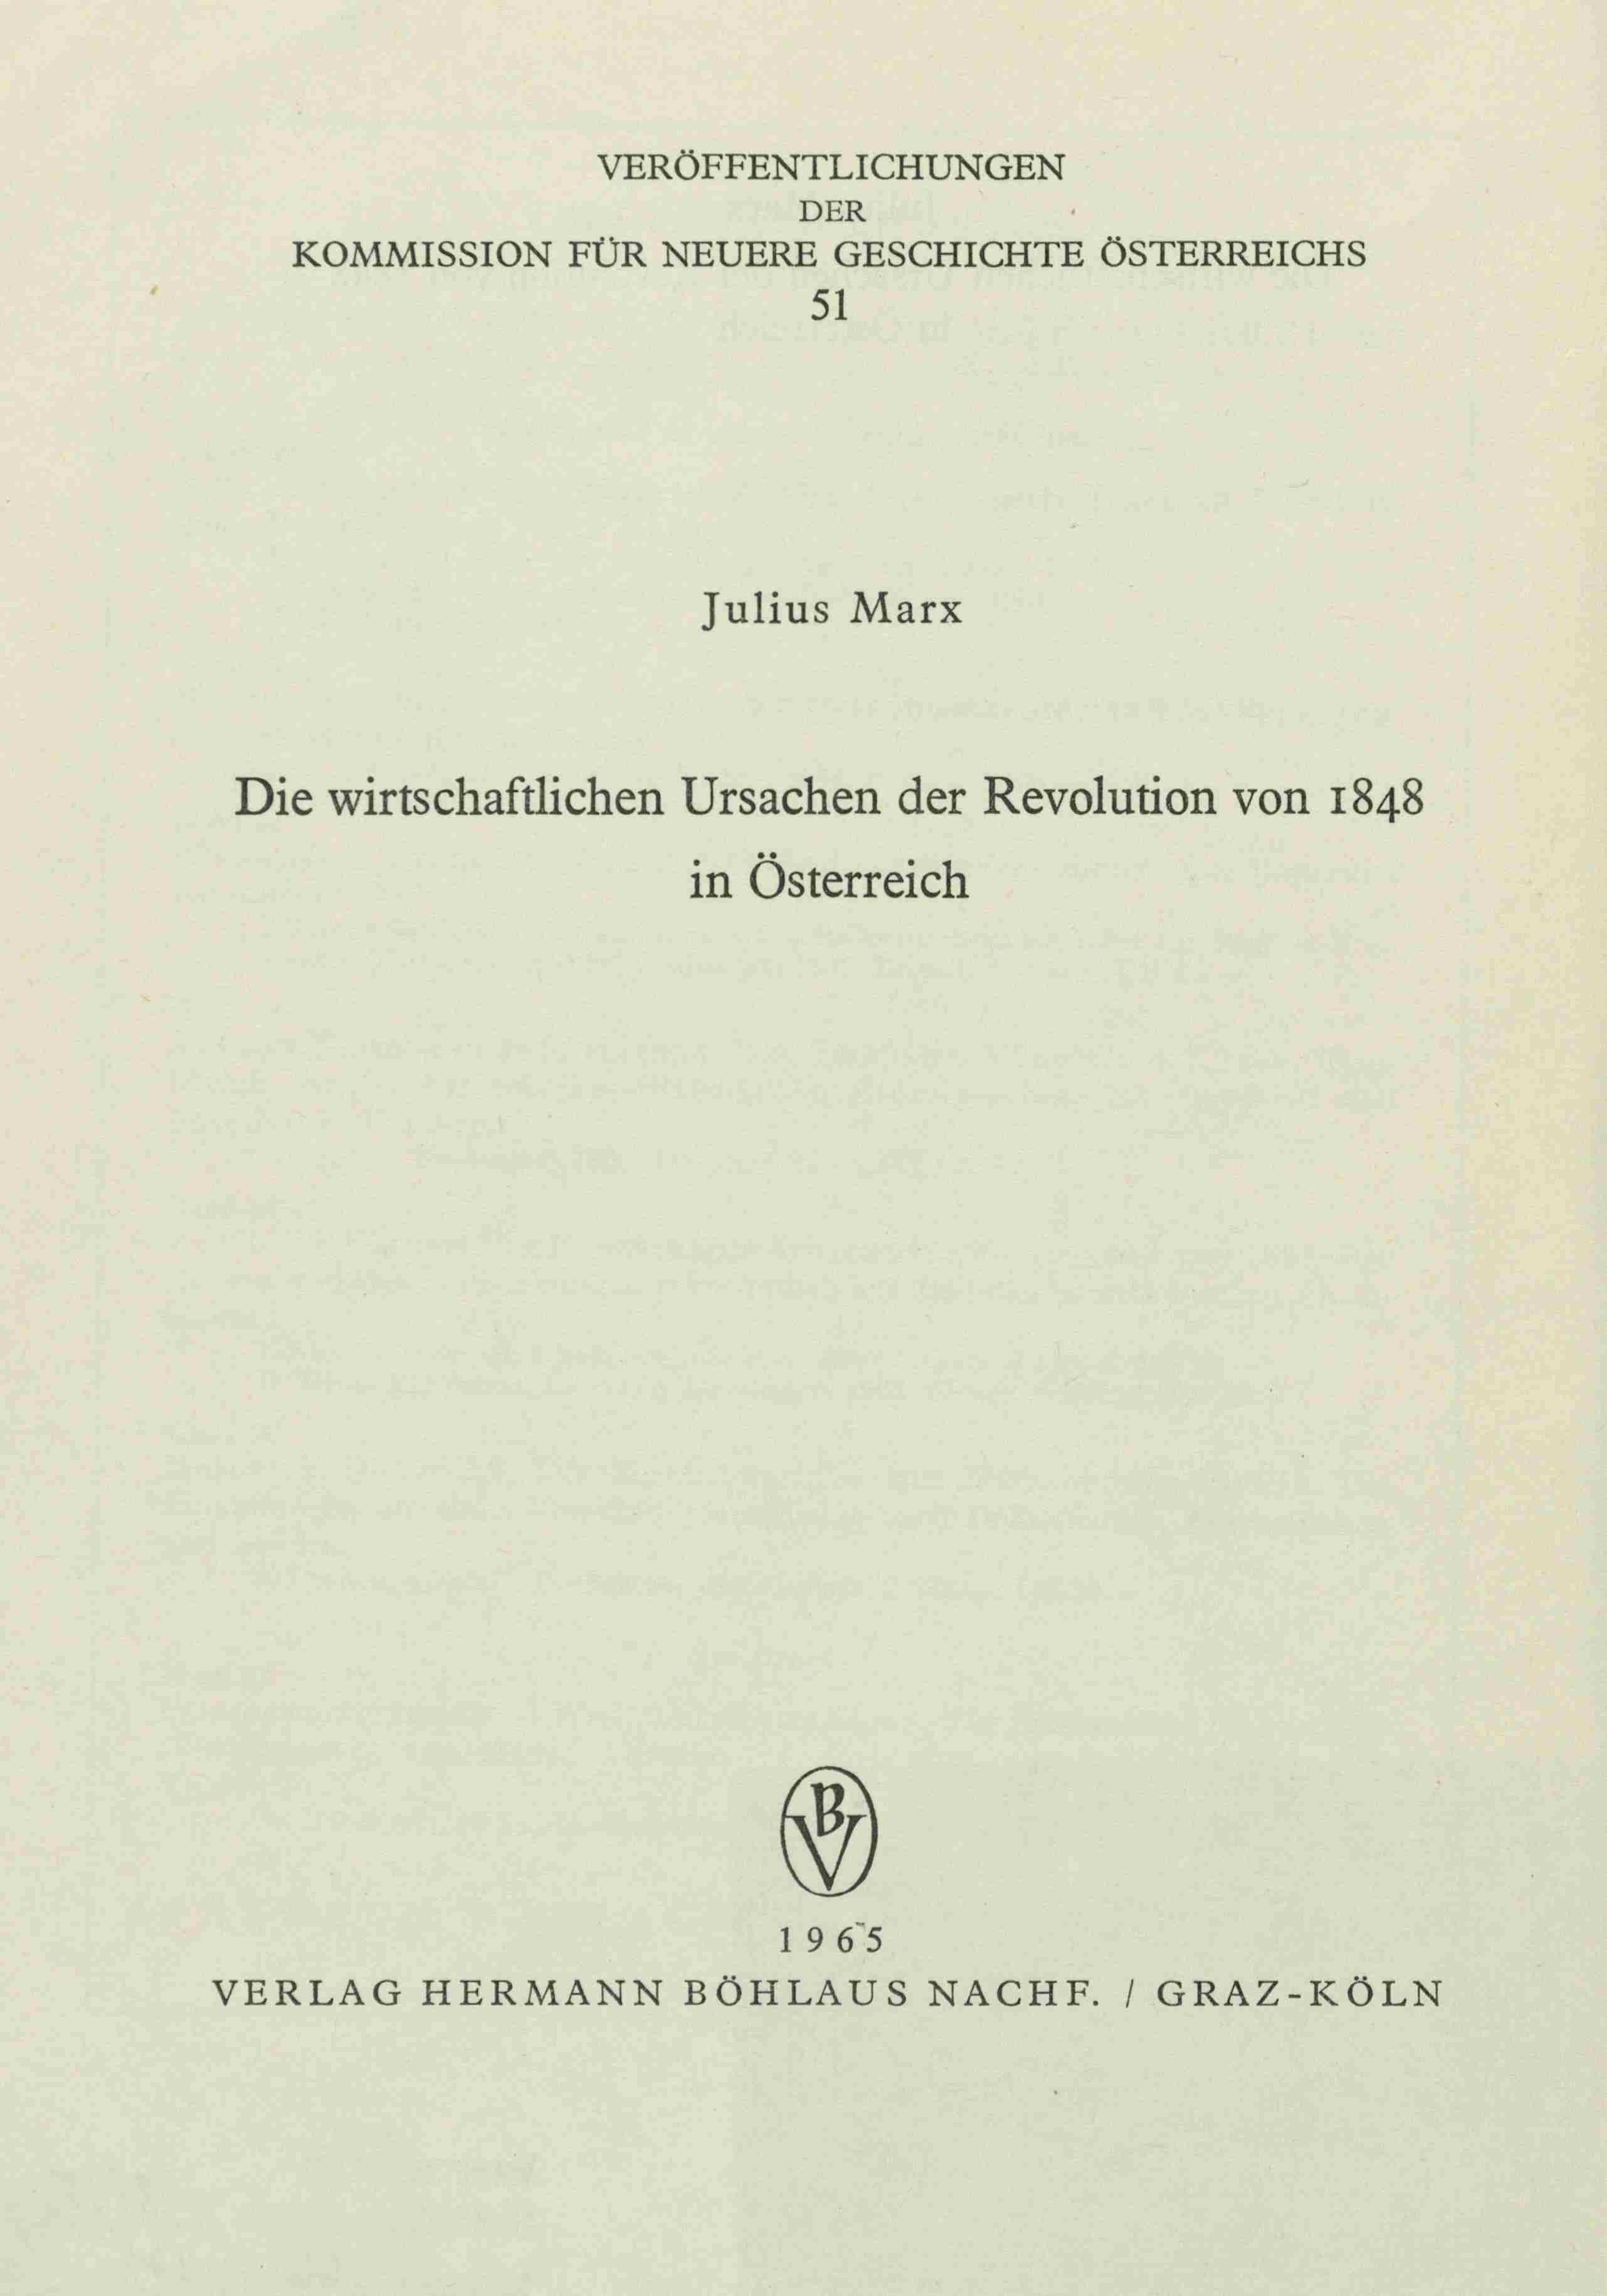 VERÖFFENTLICHUNGEN
DER
KOMMISSION FÜR NEUERE GESCHICHTE ÖSTERREICHS
51
Julius Marx
Die wirtschaftlichen Ursachen der Revolution von 1848
in Österreich
BV
1965
VERLAG HERMANN BÖHLAUS NACHF. / GRAZ-KÖLN